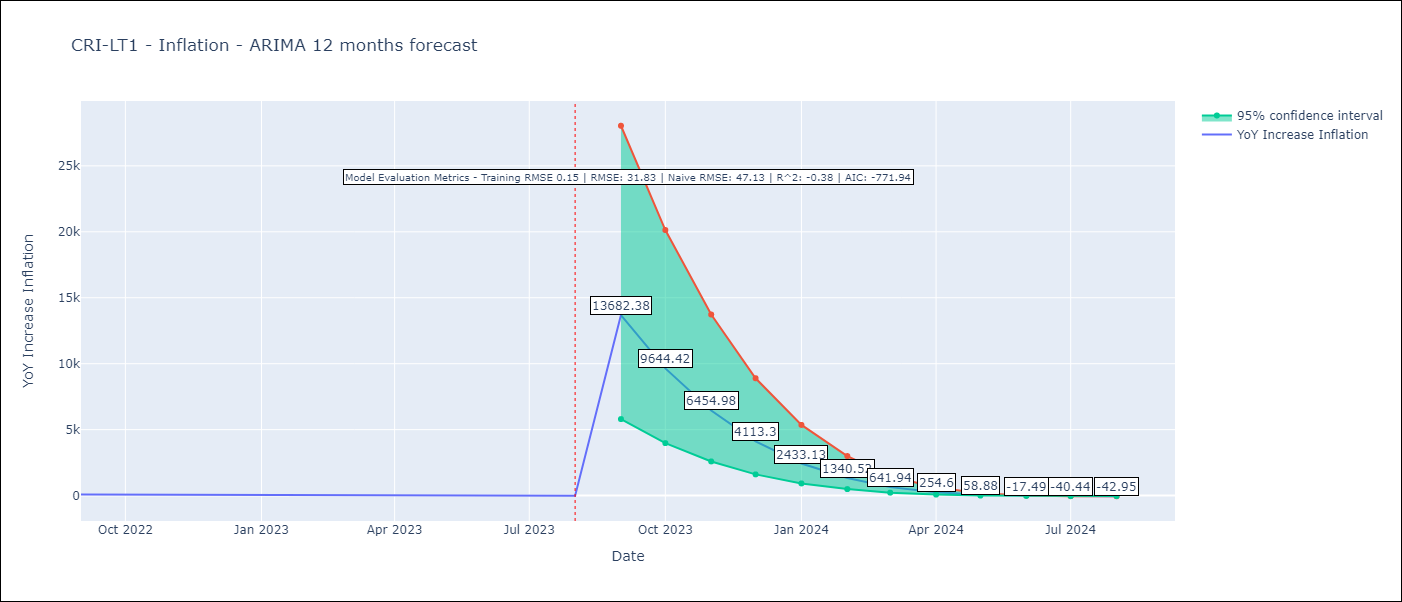 CRI-LT1 - Inflation - ARIMA 12 months forecast
95% confidence interval
YoY Increase Inflation
Model Evaluation Metrics - Training RMSE 0.15 | RMSE: 31.83 | Naive RMSE: 47.13 | R^2: -0.38 | AIC: -771.94
YoY Increase Inflation
25k
20k
15k
10k
5k
0
13682.38
9644.42
6454.98
4113.3
2433.13
1340.52
641.94
254.6
58.88
-17.49
-40.44
-42.95
Oct 2022
Jan 2023
Apr 2023
Jul 2023
Oct 2023
Jan 2024
Apr 2024
Jul 2024
Date